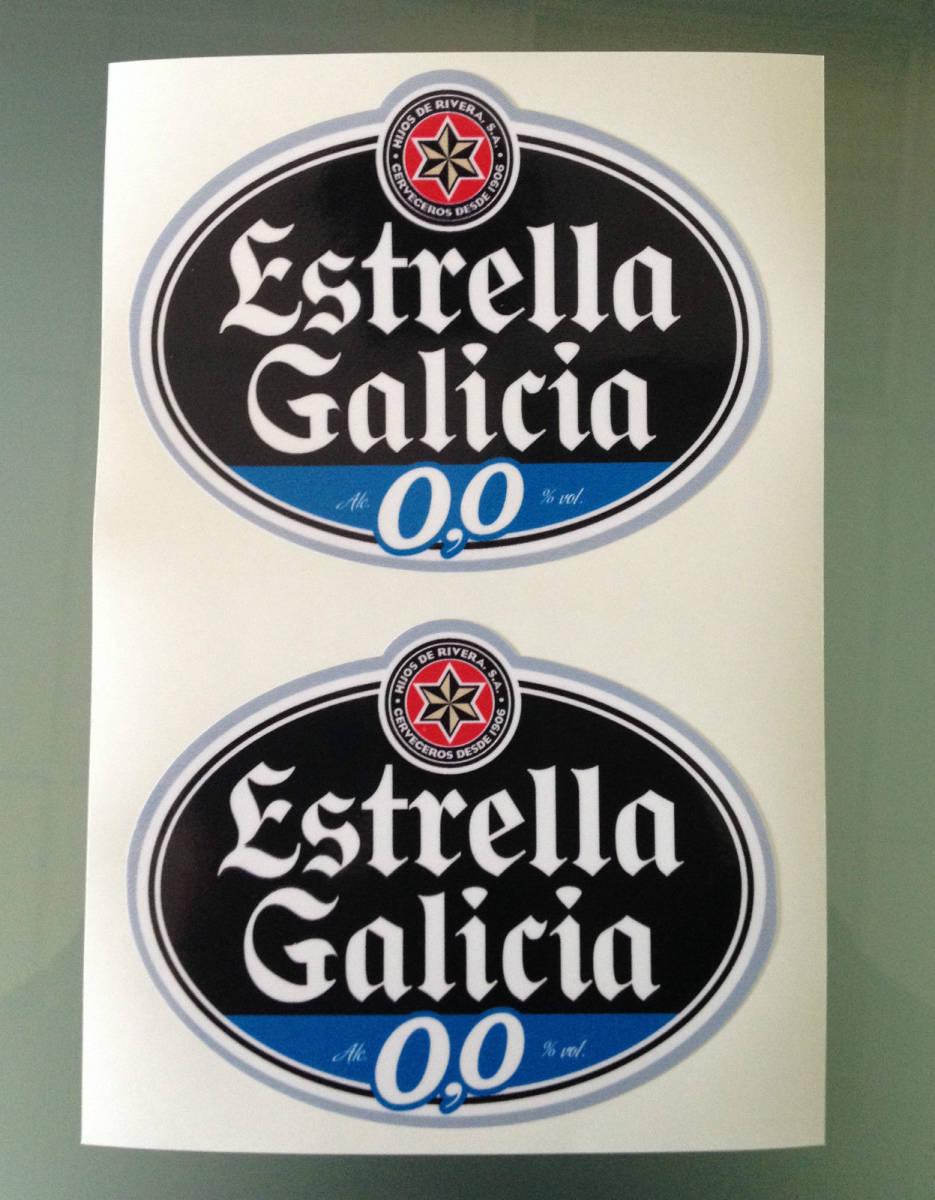 HIJOS DE RIVERA, S.A.
CERVECEROS DESDE 1906
Estrella
Galicia
Alc. 0,0 % vol.
HIJOS DE RIVERA, S.A.
CERVECEROS DESDE 1906
Estrella
Galicia
Alc. 0,0 % vol.